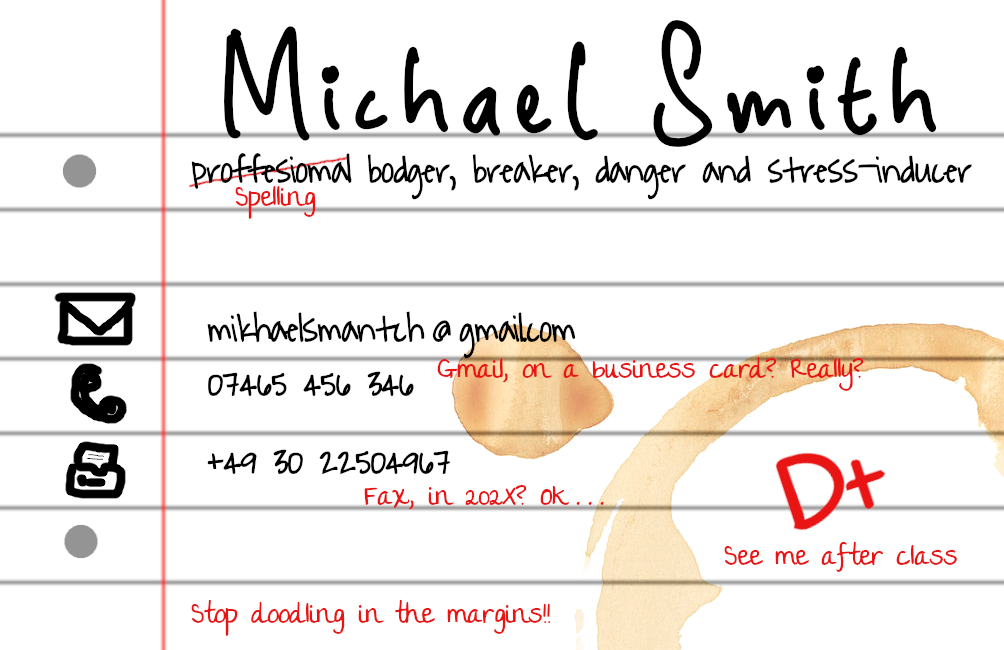 Michael Smith
proffesiomal bodger, breaker, danger and stress-inducer
Spelling
mikhaelsmantch@gmail.com
Gmail, on a business card? Really?
07465 456 346
+49 30 22504967
Fax, in 202X? Ok...
D+
See me after class
Stop doodling in the margins!!